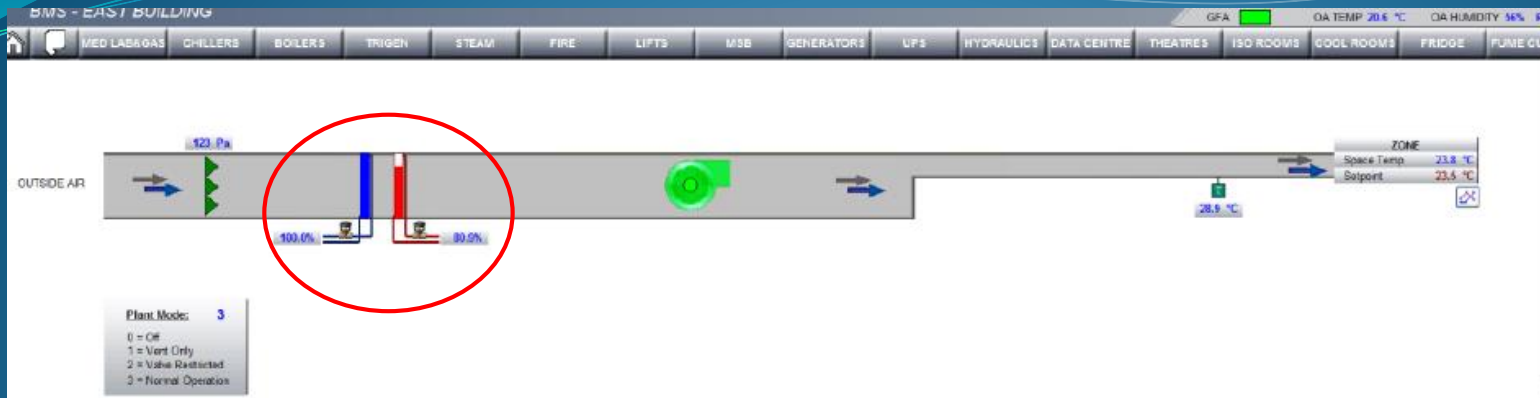 BMS - EAST BUILDING
GFA OA TEMP 20.6 °C OA HUMIDITY 56%
MED LAB&GAS CHILLERS BOILERS TRIGEN STEAM FIRE LIFTS MSB GENERATORS UPS HYDRAULICS DATA CENTRE THEATRES ISO ROOMS COOL ROOMS FRIDGE FUME CU
123 Pa
ZONE
Space Temp 23.8 °C
Setpoint 23.5 °C
OUTSIDE AIR
28.9 °C
100.0% 80.9%
Plant Mode: 3
0 = Off
1 = Vent Only
2 = Valve Restricted
3 = Normal Operation